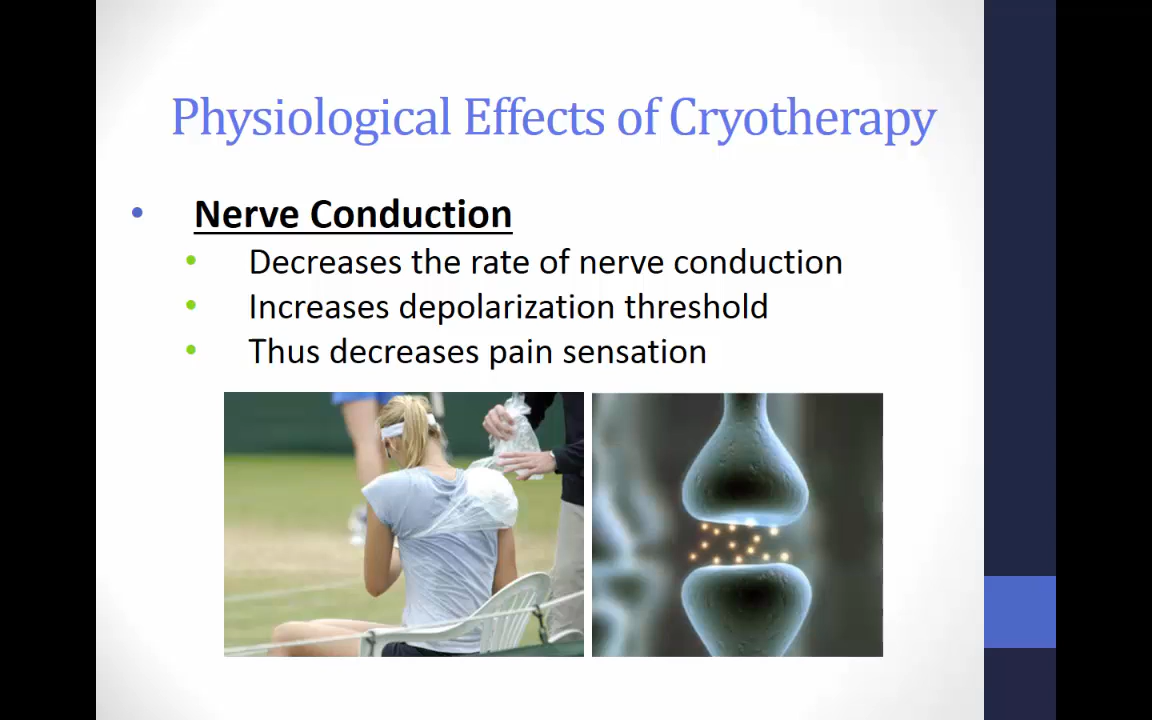 Physiological Effects of Cryotherapy
• Nerve Conduction
• Decreases the rate of nerve conduction
• Increases depolarization threshold
• Thus decreases pain sensation